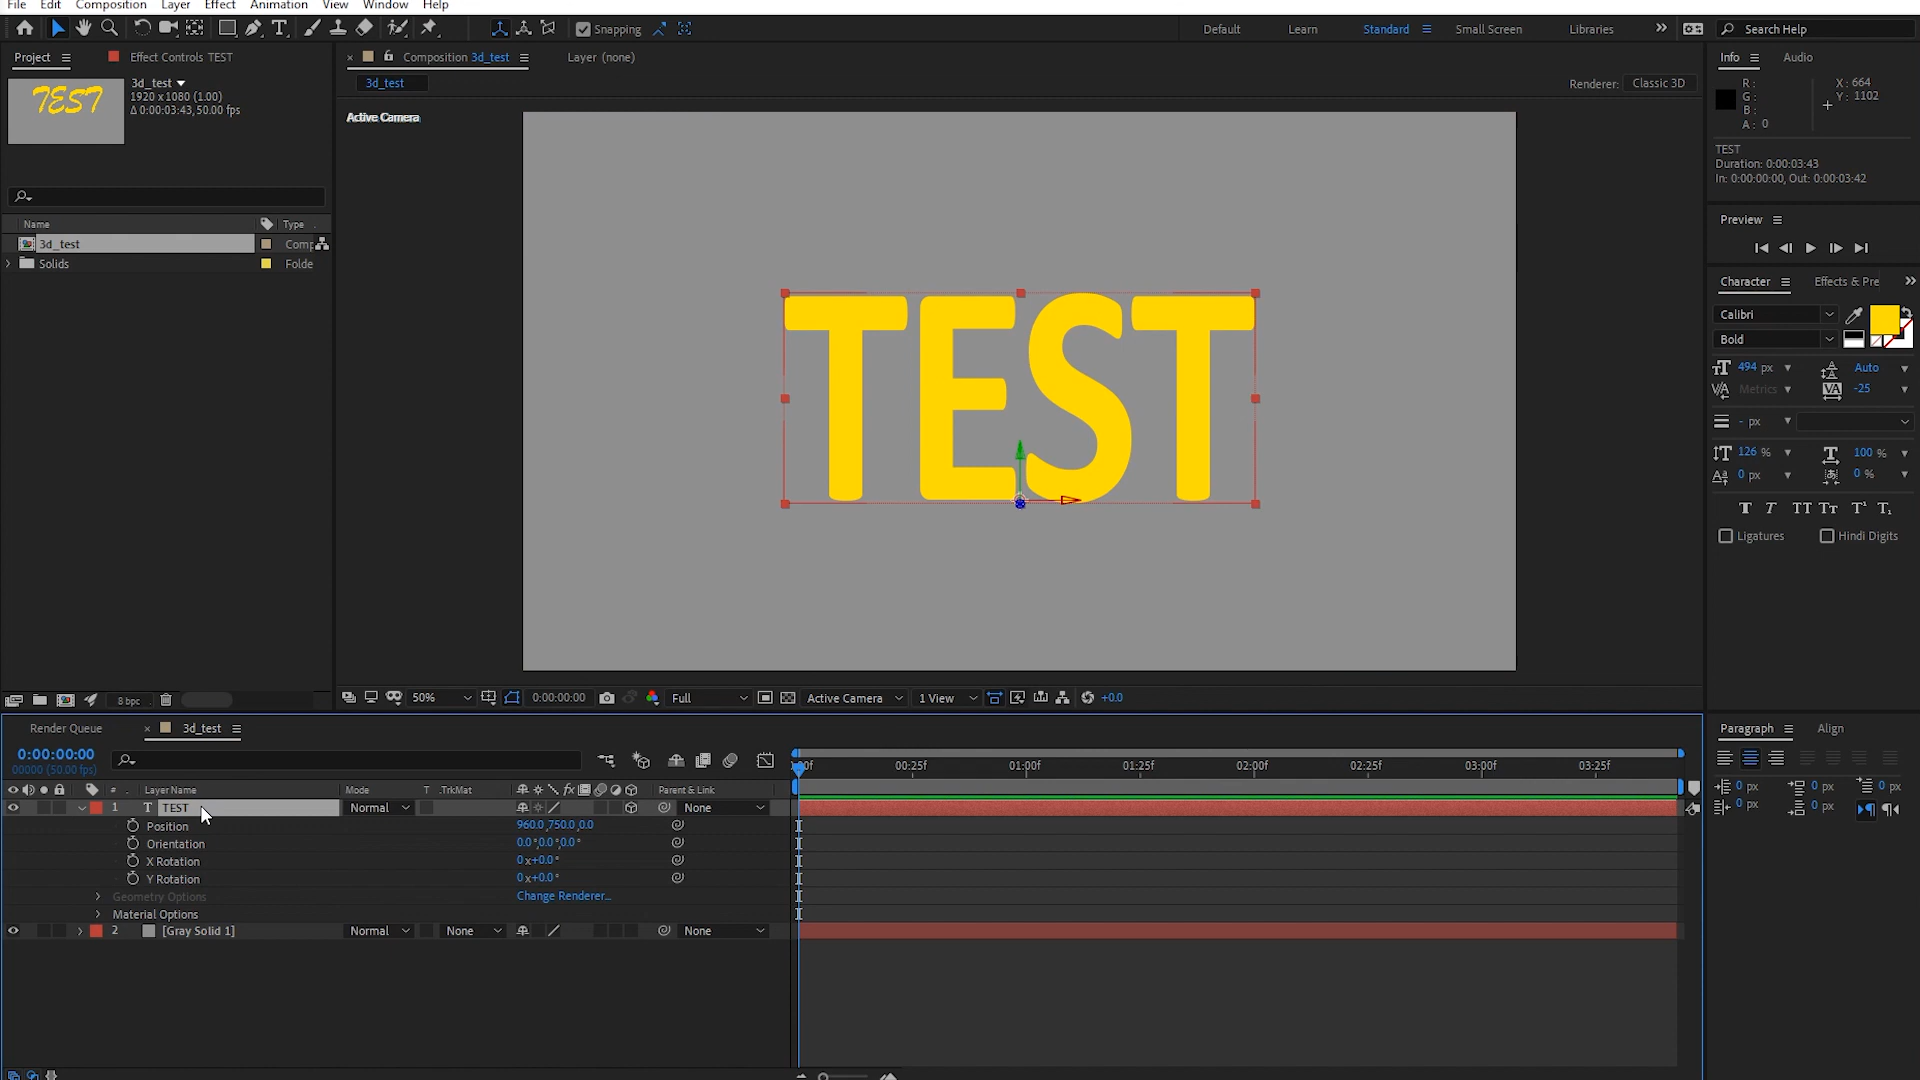 File Edit Composition Layer Effect Animation View Window Help
Snapping
Default Learn Standard Small Screen Libraries
Search Help
Project
Effect Controls TEST
Composition 3d_test
Layer (none)
Info Audio
TEST
3d_test
1920 x 1080 (1.00)
Δ 0:00:03:43, 50.00 fps
3d_test
Renderer: Classic 3D
R:
G:
B:
A: 0
X: 664
Y: 1102
Active Camera
TEST
Duration: 0:00:03:43
In: 0:00:00:00, Out: 0:00:03:42
Name Type
3d_test Comp
Solids Folde
Preview
Character Effects & Pre
Calibri
Bold
494 px Auto
Metrics -25
- px
126 % 100 %
0 px 0 %
T T TT Tт T¹ T₁
Ligatures Hindi Digits
TEST
8 bpc
50% 0:00:00:00 Full Active Camera 1 View +0.0
Render Queue
3d_test
0:00:00:00
00000 (50.00 fps)
:00f 00:25f 01:00f 01:25f 02:00f 02:25f 03:00f 03:25f
# Layer Name Mode T .TrkMat Parent & Link
1 T TEST Normal None
Position 960.0,750.0,0.0
Orientation 0.0°,0.0°,0.0°
X Rotation 0x+0.0°
Y Rotation 0x+0.0°
Geometry Options Change Renderer...
Material Options
2 [Gray Solid 1] Normal None None
Paragraph Align
0 px 0 px 0 px
0 px 0 px